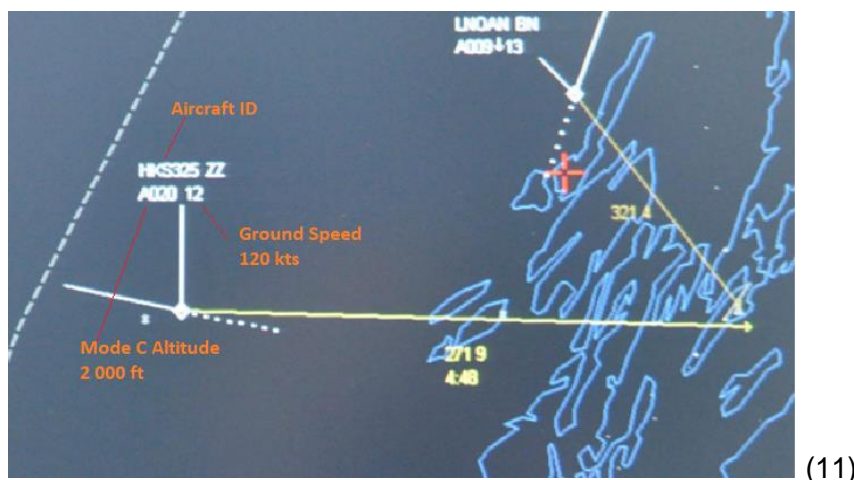 LNOAN BN
A009↓13
Aircraft ID
HKS325 ZZ
A020 12
321 4
Ground Speed
120 kts
Mode C Altitude
2 000 ft
271 9
4:48
(11)